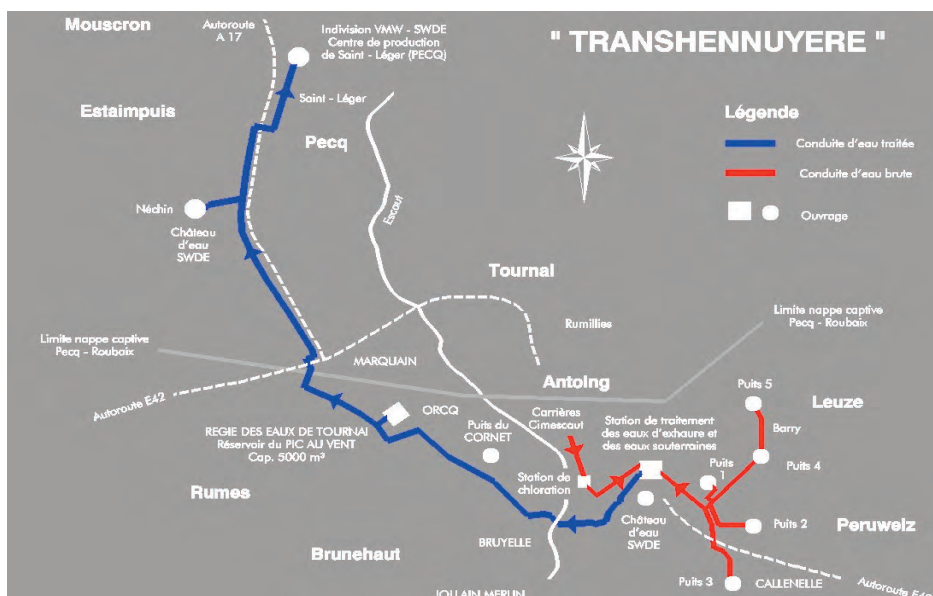 Mouscron
Autoroute
A 17
Indivision VMW - SWDE
Centre de production
de Saint - Léger (PECQ)
" TRANSHENNUYERE "
Saint - Léger
Estaimpuis
Pecq
Légende
Conduite d'eau traitée
Conduite d'eau brute
Ouvrage
Néchin
Château
d'eau
SWDE
Escaut
Tournal
Rumillies
Limite nappe captive
Pecq - Roubaix
Limite nappe captive
Pecq - Roubaix
MARQUAIN
Autoroute E42
Antoing
Puits 5
Leuze
ORCQ
Carrières
Cimescaut
Station de traitement
des eaux d'exhaure et
des eaux souterraines
Barry
REGIE DES EAUX DE TOURNAI
Réservoir du PIC AU VENT
Cap. 5000 m³
Puits du
CORNET
Puits
1
Puits 4
Station de
chloration
Rumes
Château
d'eau
SWDE
Puits 2
Peruwelz
BRUYELLE
Brunehaut
Puits 3
CALLENELLE
Autoroute E42
JOLLAIN MERLIN